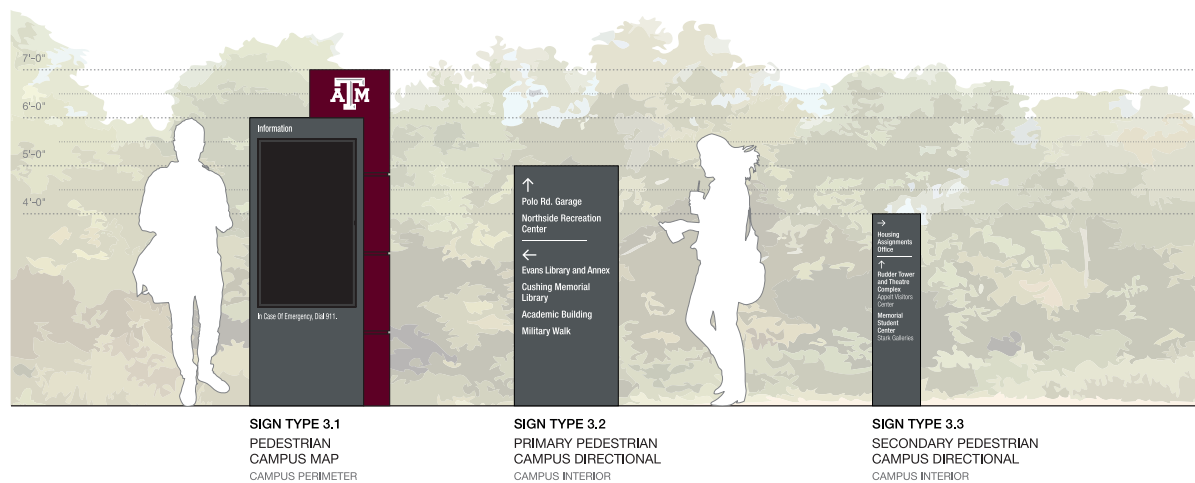 7'-0"
6'-0"
5'-0"
4'-0"
ATM
Information
In Case Of Emergency, Dial 911.
↑
Polo Rd. Garage
Northside Recreation
Center
←
Evans Library and Annex
Cushing Memorial
Library
Academic Building
Military Walk
→
Housing
Assignments
Office
↑
Rudder Tower
and Theatre
Complex
Appelt Visitors
Center
Memorial
Student
Center
Stark Galleries
SIGN TYPE 3.1
PEDESTRIAN
CAMPUS MAP
CAMPUS PERIMETER
SIGN TYPE 3.2
PRIMARY PEDESTRIAN
CAMPUS DIRECTIONAL
CAMPUS INTERIOR
SIGN TYPE 3.3
SECONDARY PEDESTRIAN
CAMPUS DIRECTIONAL
CAMPUS INTERIOR